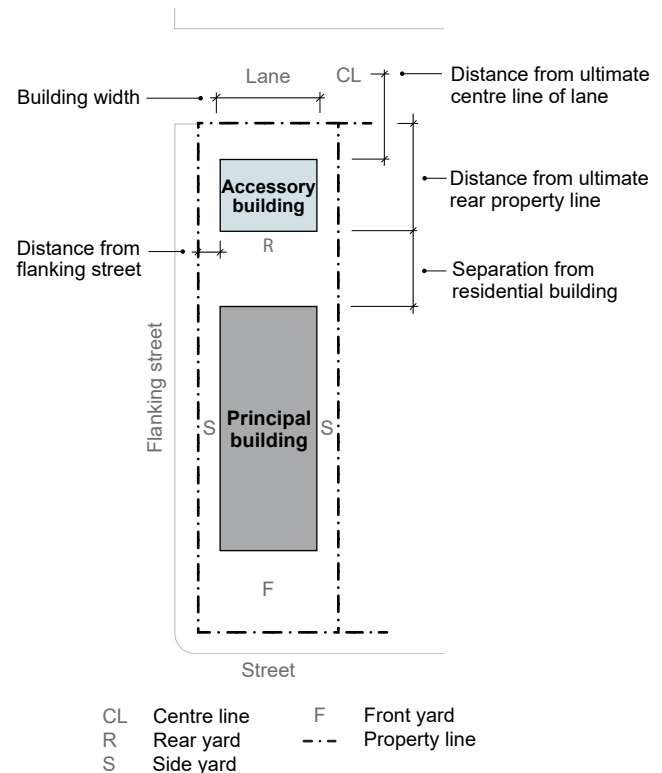 Lane
CL
Distance from ultimate
centre line of lane
Building width
Accessory
building
Distance from ultimate
rear property line
R
Distance from
flanking street
Separation from
residential building
Flanking street
S
Principal
building
S
F
Street
CL Centre line
R Rear yard
S Side yard
F Front yard
Property line